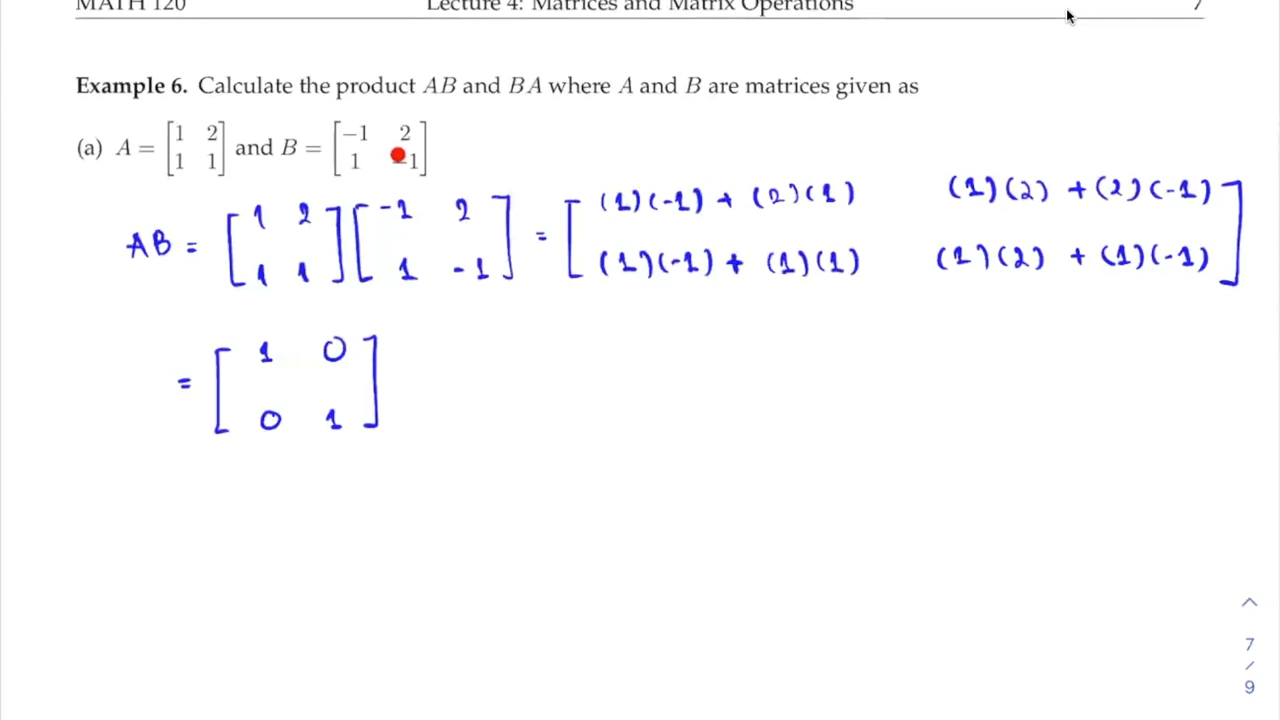 MATH 120 Lecture 4: Matrices and Matrix Operations 7
Example 6. Calculate the product AB and BA where A and B are matrices given as
(a) A = [1 2; 1 1] and B = [−1 2; 1 −1]
AB = [1 2; 1 1] [-1 2; 1 -1] = [(1)(-1) + (2)(1) (1)(2) + (2)(-1); (1)(-1) + (1)(1) (1)(2) + (1)(-1)]
= [1 0; 0 1]
7
/
9